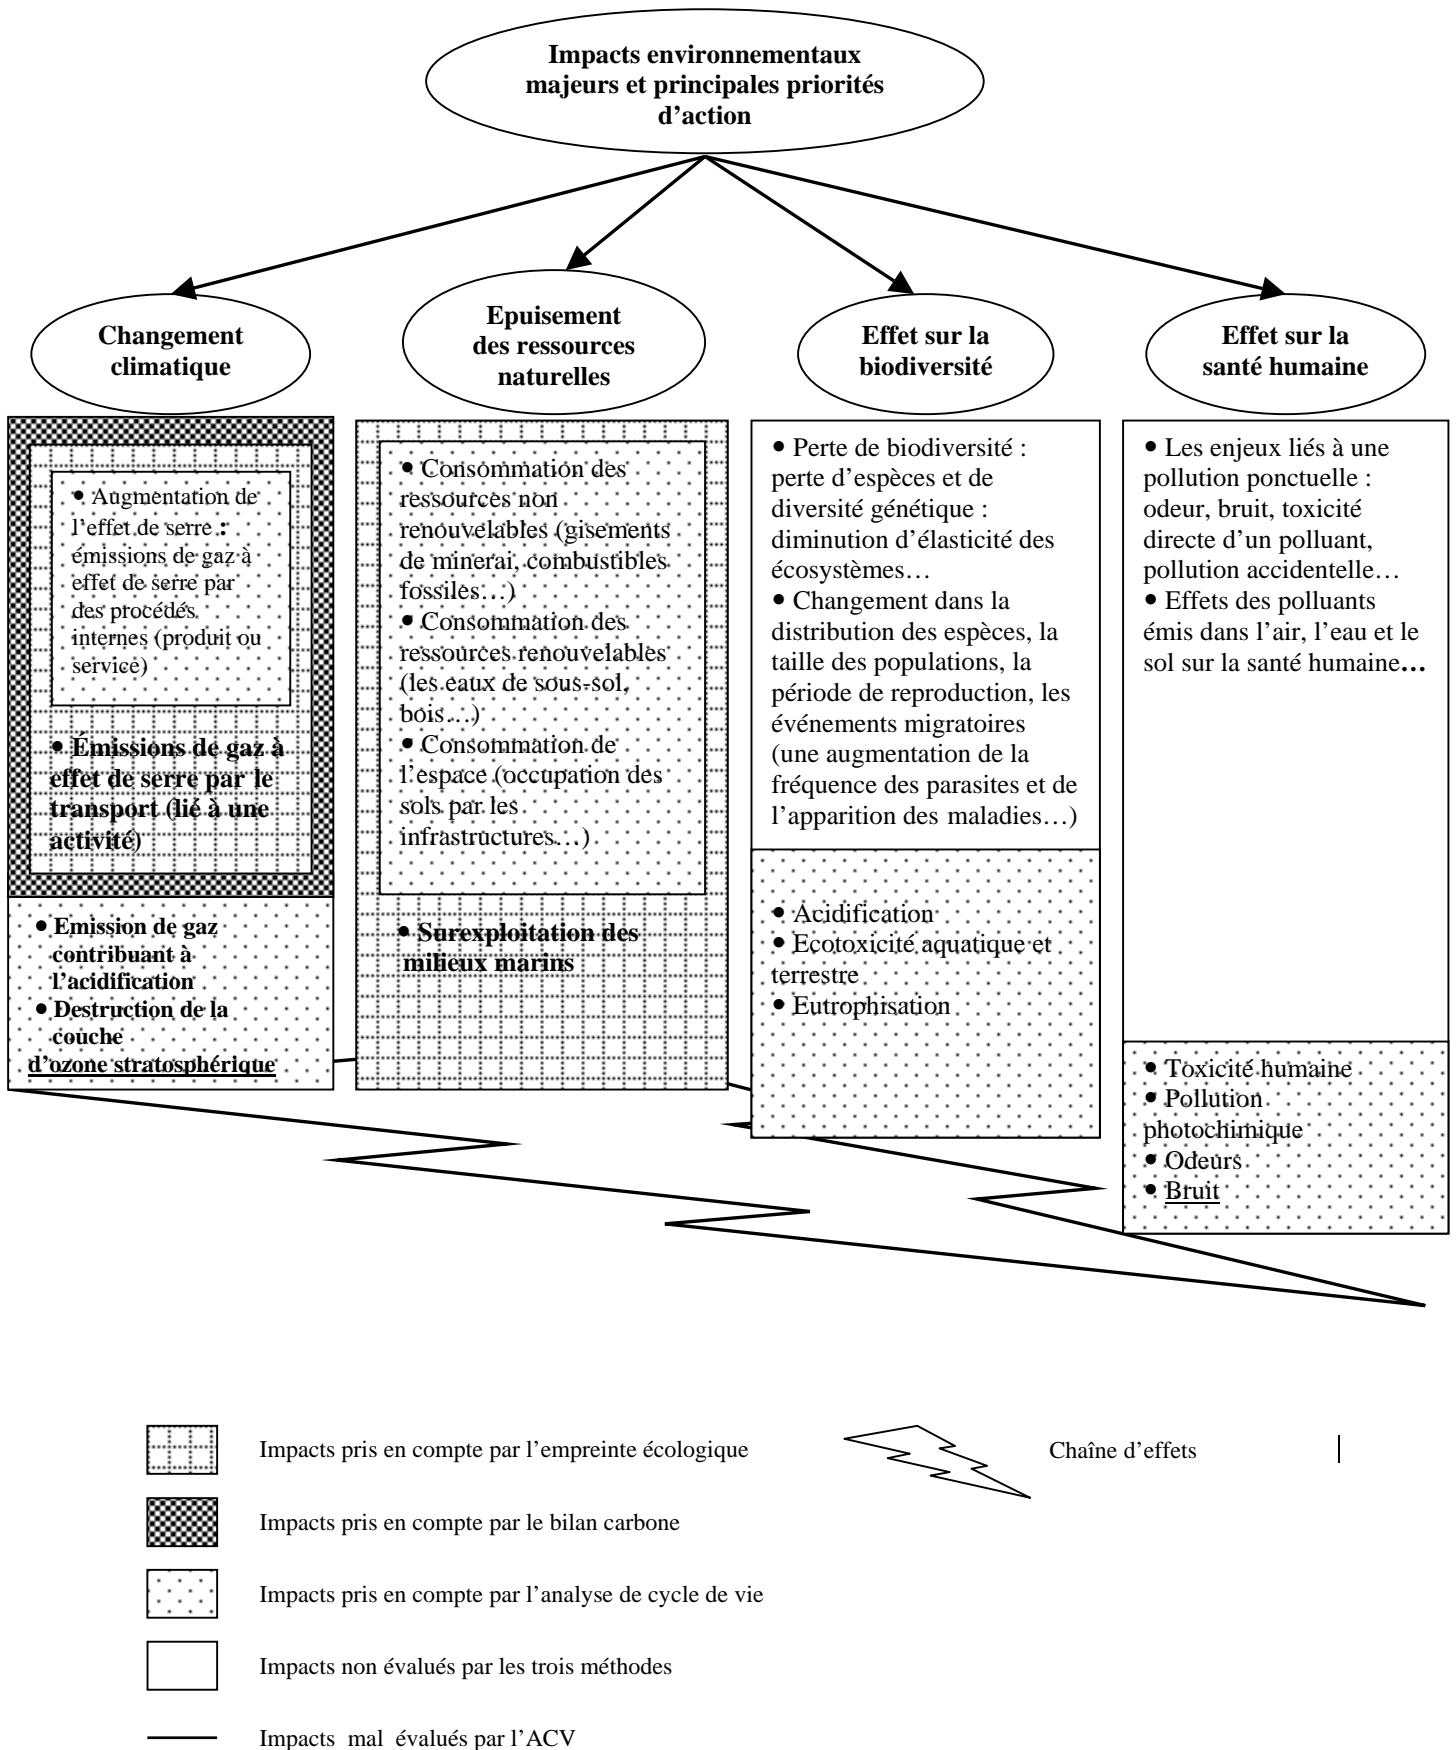 Impacts environnementaux
majeurs et principales priorités
d’action
Changement
climatique
Epuisement
des ressources
naturelles
Effet sur la
biodiversité
Effet sur la
santé humaine
• Augmentation de
l’effet de serre :
émissions de gaz à
effet de serre par
des procédés
internes (produit ou
service)
• Émissions de gaz à
effet de serre par le
transport (lié à une
activité)
• Emission de gaz
contribuant à
l’acidification
• Destruction de la
couche
d’ozone stratosphérique
• Consommation des
ressources non
renouvelables (gisements
de minerai, combustibles
fossiles…)
• Consommation des
ressources renouvelables
(les eaux de sous-sol,
bois…)
• Consommation de
l’espace (occupation des
sols par les
infrastructures…)
• Surexploitation des
milieux marins
• Perte de biodiversité :
perte d’espèces et de
diversité génétique :
diminution d’élasticité des
écosystèmes…
• Changement dans la
distribution des espèces, la
taille des populations, la
période de reproduction, les
événements migratoires
(une augmentation de la
fréquence des parasites et de
l’apparition des maladies…)
• Acidification
• Ecotoxicité aquatique et
terrestre
• Eutrophisation
• Les enjeux liés à une
pollution ponctuelle :
odeur, bruit, toxicité
directe d’un polluant,
pollution accidentelle…
• Effets des polluants
émis dans l’air, l’eau et le
sol sur la santé humaine…
• Toxicité humaine
• Pollution
photochimique
• Odeurs
• Bruit
Impacts pris en compte par l’empreinte écologique
Chaîne d’effets
Impacts pris en compte par le bilan carbone
Impacts pris en compte par l’analyse de cycle de vie
Impacts non évalués par les trois méthodes
Impacts mal évalués par l’ACV